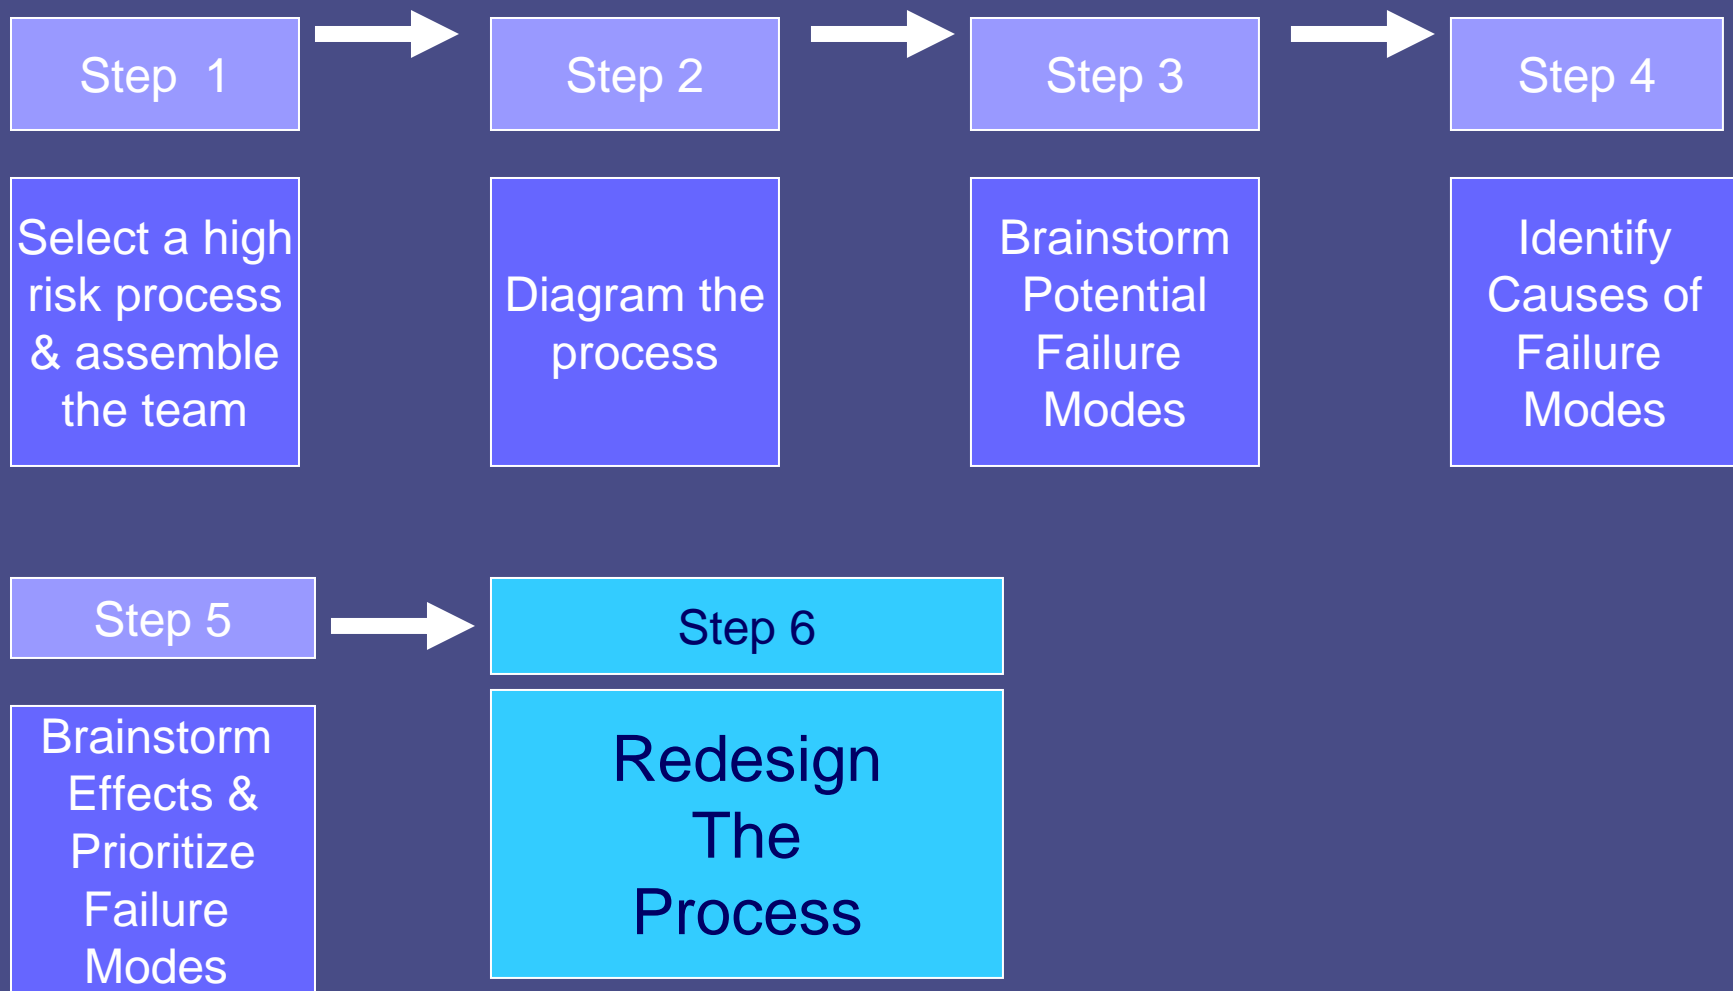 Step 1
Step 2
Step 3
Step 4
Select a high
risk process
& assemble
the team
Diagram the
process
Brainstorm
Potential
Failure
Modes
Identify
Causes of
Failure
Modes
Step 5
Step 6
Brainstorm
Effects &
Prioritize
Failure
Modes
Redesign
The
Process